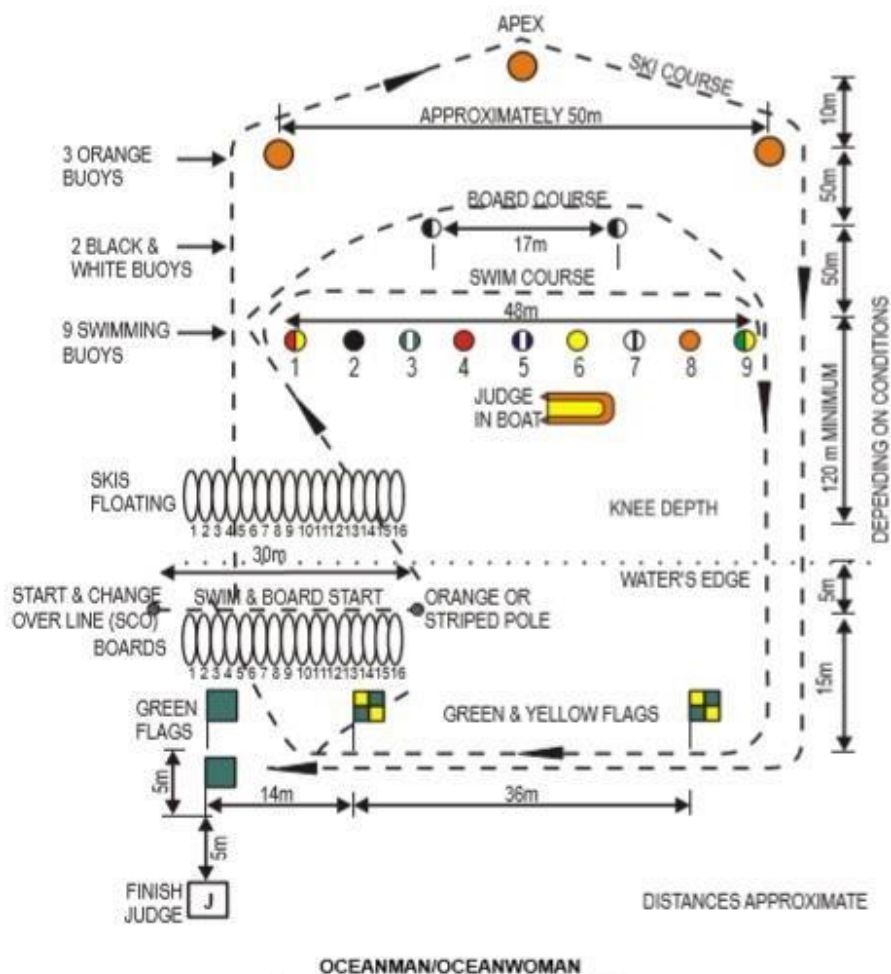 APEX
SKI COURSE
APPROXIMATELY 50m
10m
3 ORANGE
BUOYS
50m
BOARD COURSE
2 BLACK &
WHITE BUOYS
17m
50m
SWIM COURSE
48m
9 SWIMMING
BUOYS
1 2 3 4 5 6 7 8 9
JUDGE
IN BOAT
120 m MINIMUM
DEPENDING ON CONDITIONS
SKIS
FLOATING
1 2 3 4 5 6 7 8 9 10 11 12 13 14 15 16
KNEE DEPTH
30m
WATER'S EDGE
START & CHANGE
OVER LINE (SCO)
SWIM & BOARD START
ORANGE OR
STRIPED POLE
5m
BOARDS
1 2 3 4 5 6 7 8 9 10 11 12 13 14 15 16
15m
GREEN
FLAGS
GREEN & YELLOW FLAGS
5m
14m
36m
5m
FINISH
JUDGE
J
DISTANCES APPROXIMATE
OCEANMAN/OCEANWOMAN